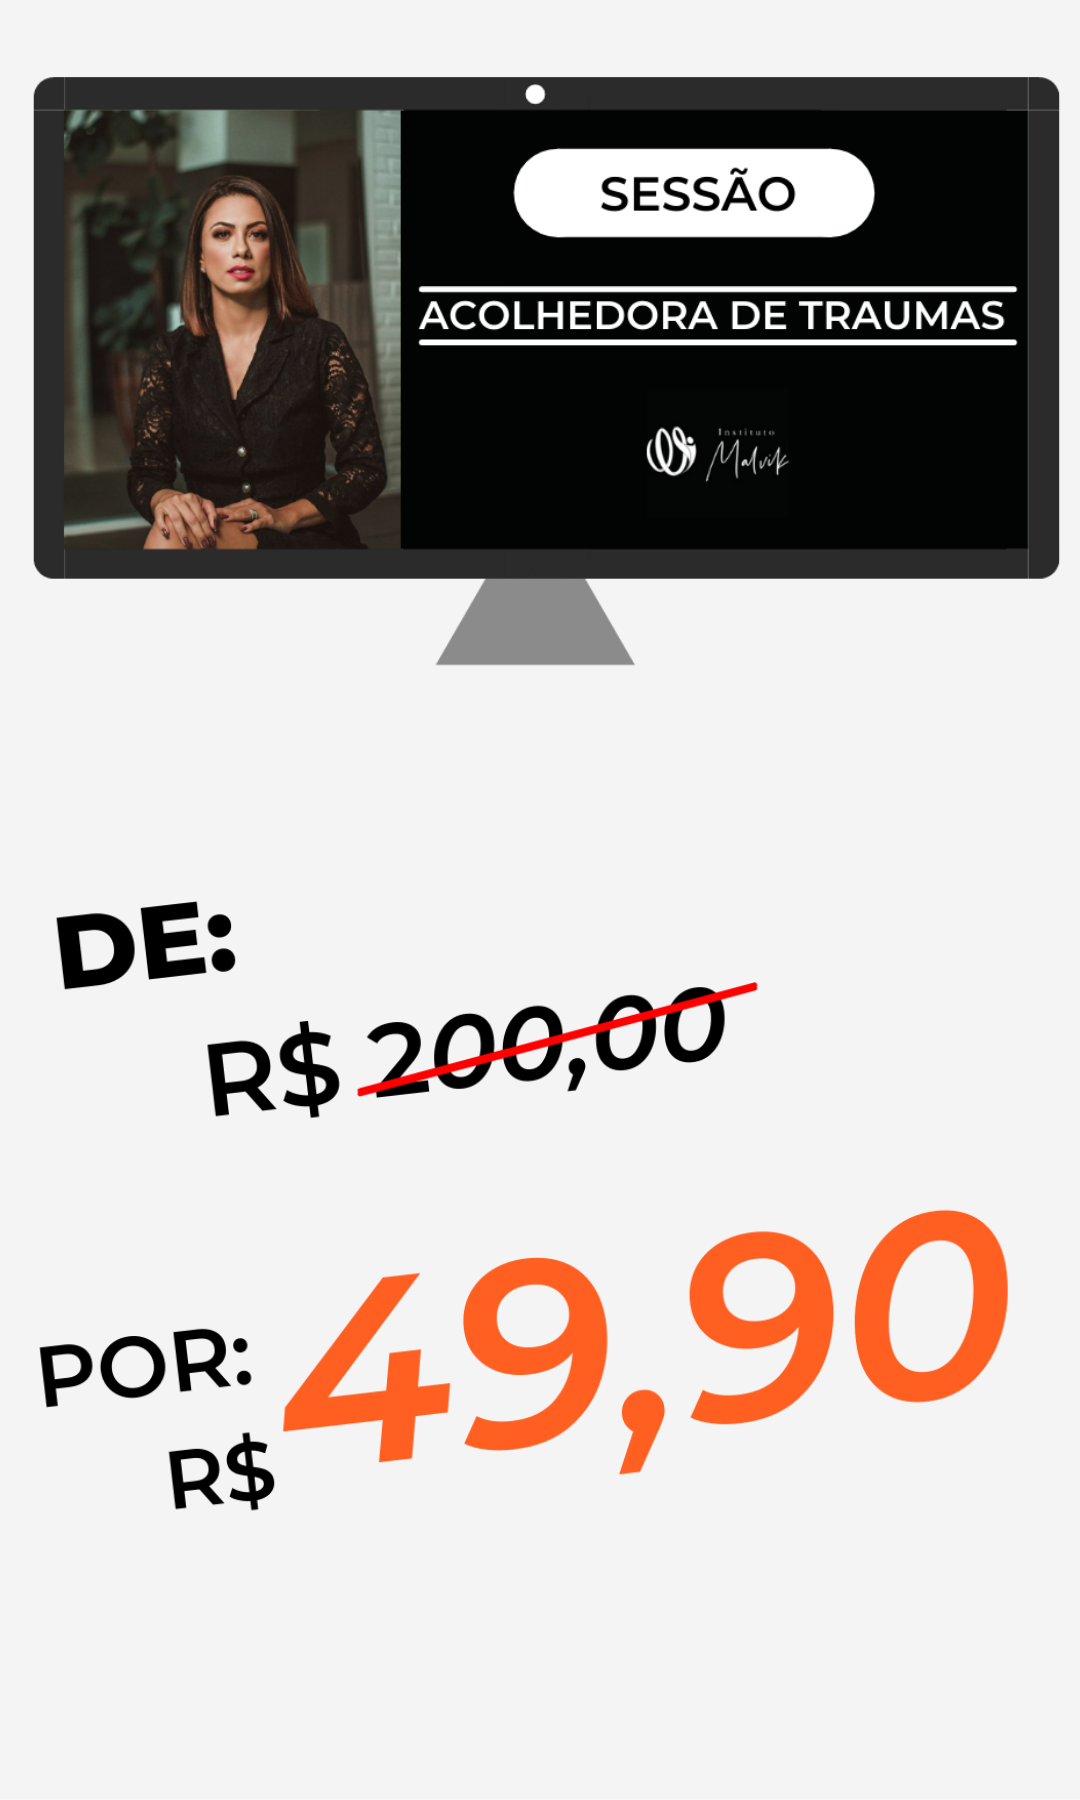 SESSÃO
ACOLHEDORA DE TRAUMAS
Instituto
Malvik
DE:
R$ 200,00
POR:
R$ 49,90